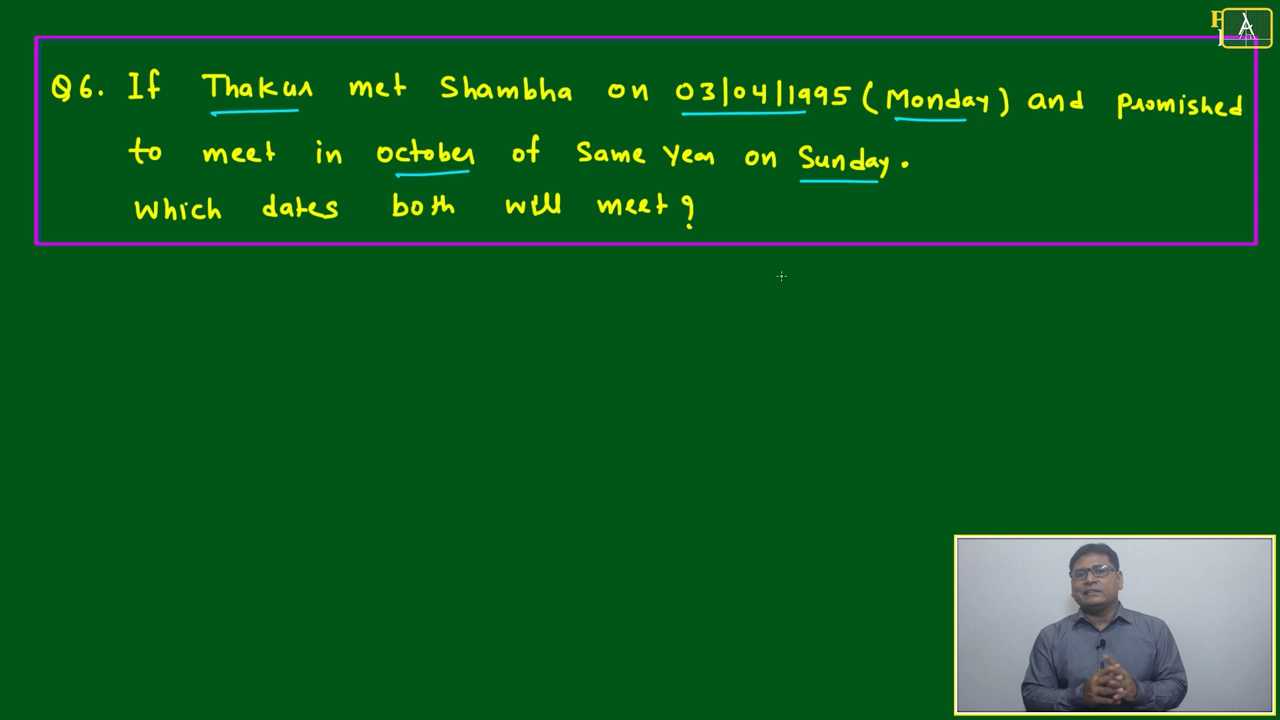 Q6. If Thakur met Shambha on 03/04/1995 (Monday) and promished
to meet in october of Same Year on Sunday.
Which dates both will meet?